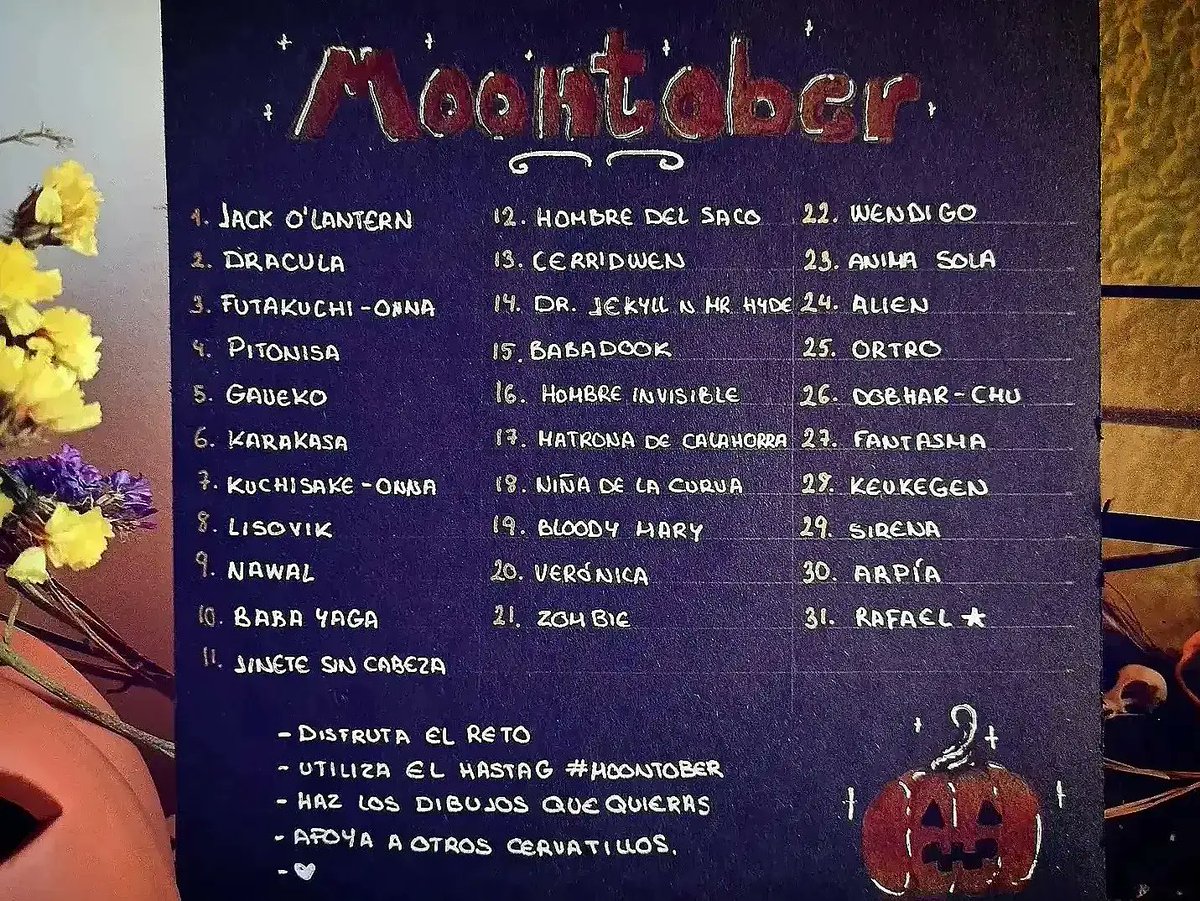 Moontober
1. JACK O'LANTERN
2. DRACULA
3. FUTAKUCHI-ONNA
4. PITONISA
5. GAUEKO
6. KARAKASA
7. KUCHISAKE-ONNA
8. LISOVIK
9. NAWAL
10. BABA YAGA
11. JINETE SIN CABEZA
12. HOMBRE DEL SACO
13. CERRIDWEN
14. DR. JEKYLL N MR HYDE
15. BABADOOK
16. HOMBRE INVISIBLE
17. MATRONA DE CALAHORRA
18. NIÑA DE LA CURVA
19. BLOODY MARY
20. VERÓNICA
21. ZOMBIE
22. WENDIGO
23. ANIMA SOLA
24. ALIEN
25. ORTRO
26. DOBHAR-CHU
27. FANTASMA
28. KEUKEGEN
29. SIRENA
30. ARPÍA
31. RAFAEL ★
- DISFRUTA EL RETO
- UTILIZA EL HASTAG #MOONTOBER
- HAZ LOS DIBUJOS QUE QUIERAS
- APOYA A OTROS CERVATILLOS.
- ♥